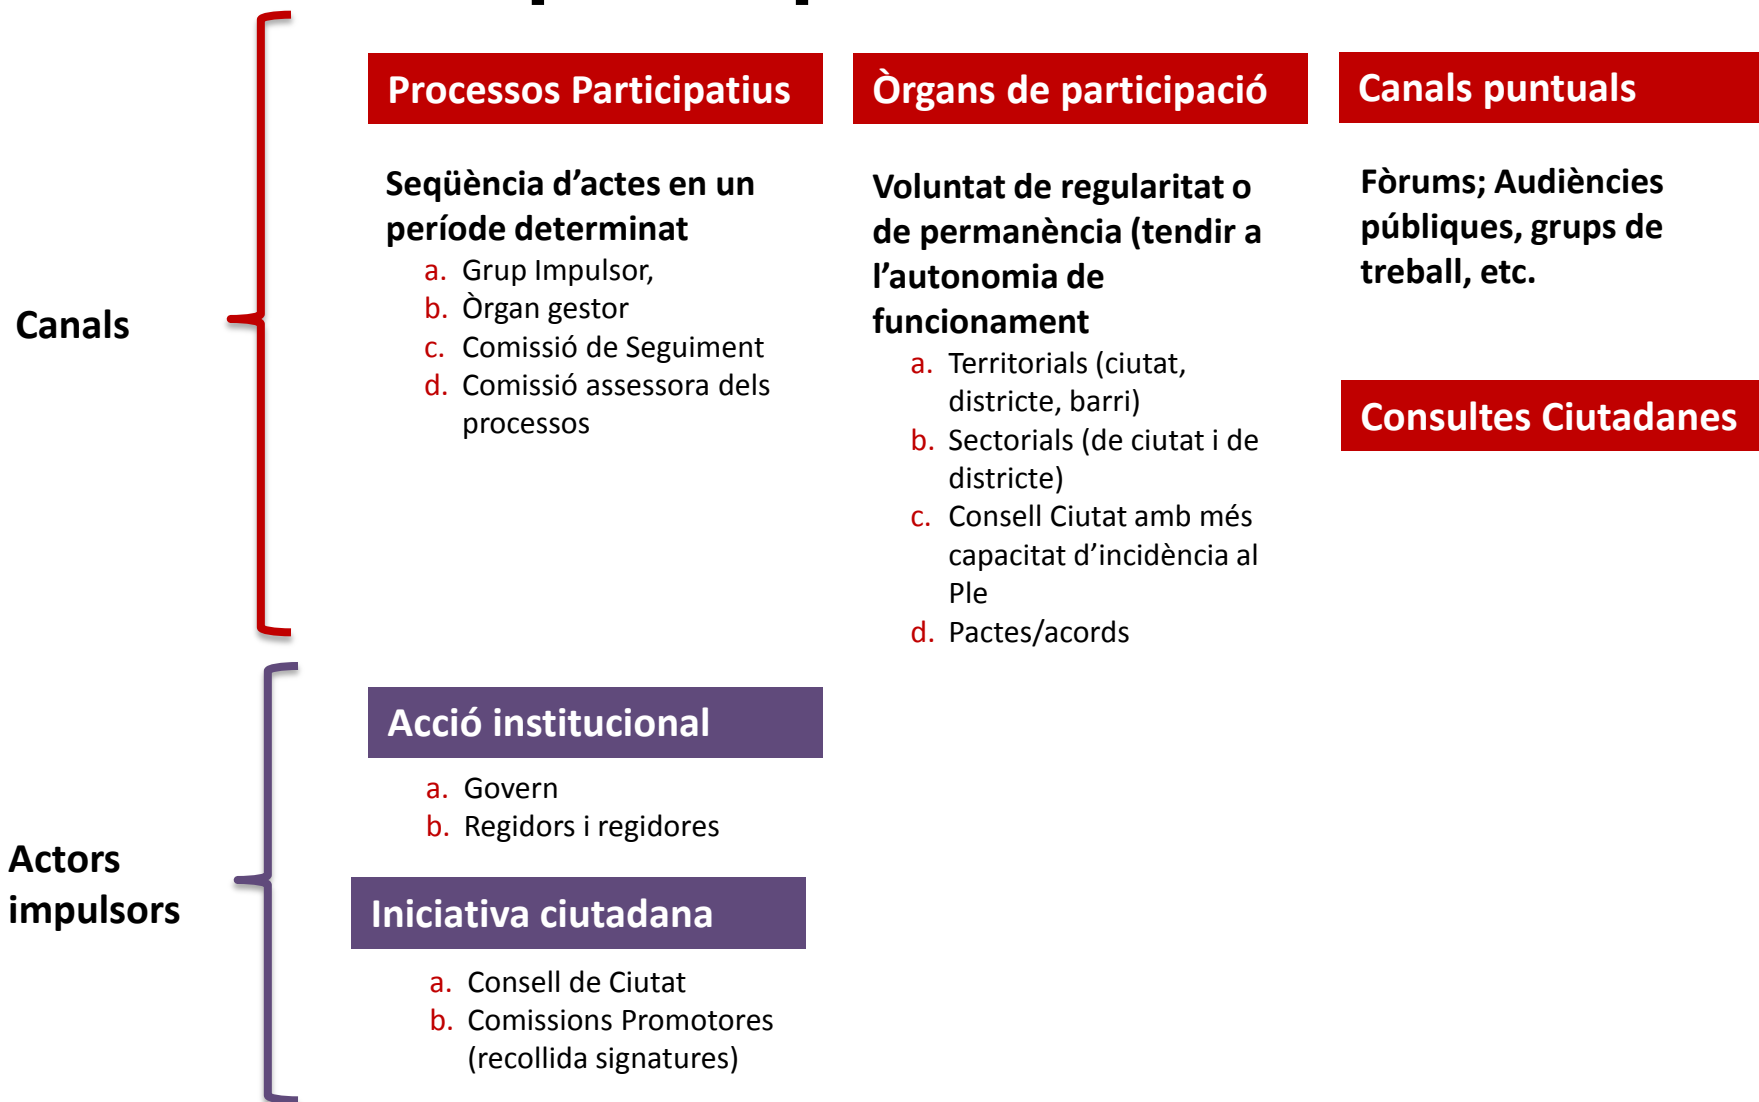 Canals
Processos Participatius
Seqüència d’actes en un
període determinat
a. Grup Impulsor,
b. Òrgan gestor
c. Comissió de Seguiment
d. Comissió assessora dels
processos
Òrgans de participació
Voluntat de regularitat o
de permanència (tendir a
l’autonomia de
funcionament
a. Territorials (ciutat,
districte, barri)
b. Sectorials (de ciutat i de
districte)
c. Consell Ciutat amb més
capacitat d’incidència al
Ple
d. Pactes/acords
Canals puntuals
Fòrums; Audiències
públiques, grups de
treball, etc.
Consultes Ciutadanes
Actors
impulsors
Acció institucional
a. Govern
b. Regidors i regidores
Iniciativa ciutadana
a. Consell de Ciutat
b. Comissions Promotores
(recollida signatures)